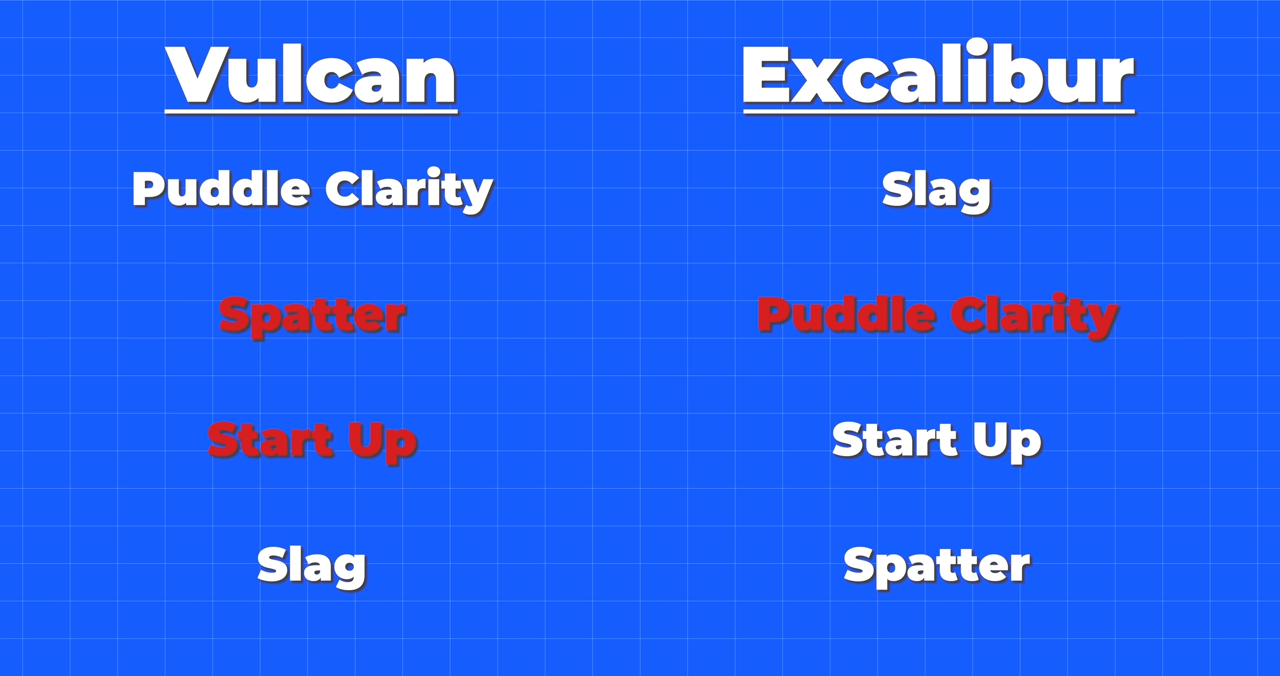 Vulcan
Puddle Clarity
Spatter
Start Up
Slag
Excalibur
Slag
Puddle Clarity
Start Up
Spatter